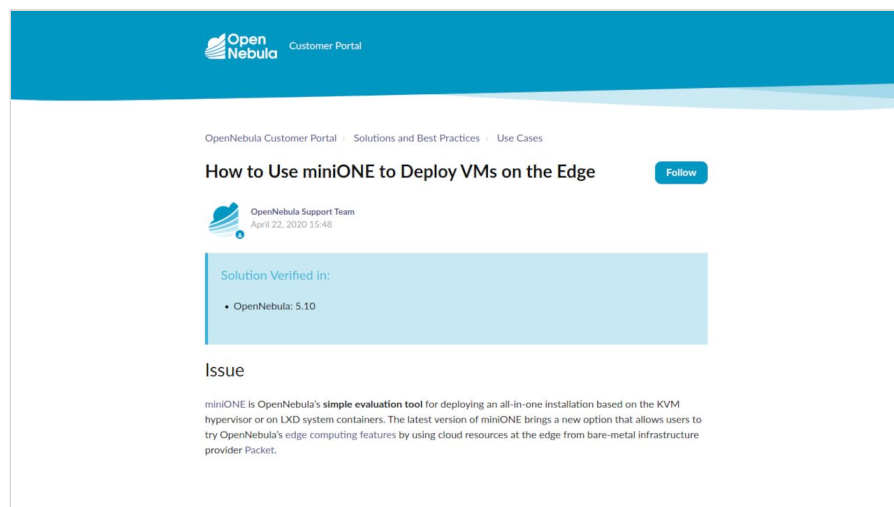 Open
Nebula
Customer Portal
OpenNebula Customer Portal › Solutions and Best Practices › Use Cases
How to Use miniONE to Deploy VMs on the Edge
Follow
OpenNebula Support Team
April 22, 2020 15:48
Solution Verified in:
• OpenNebula: 5.10
Issue
miniONE is OpenNebula's simple evaluation tool for deploying an all-in-one installation based on the KVM
hypervisor or on LXD system containers. The latest version of miniONE brings a new option that allows users to
try OpenNebula's edge computing features by using cloud resources at the edge from bare-metal infrastructure
provider Packet.